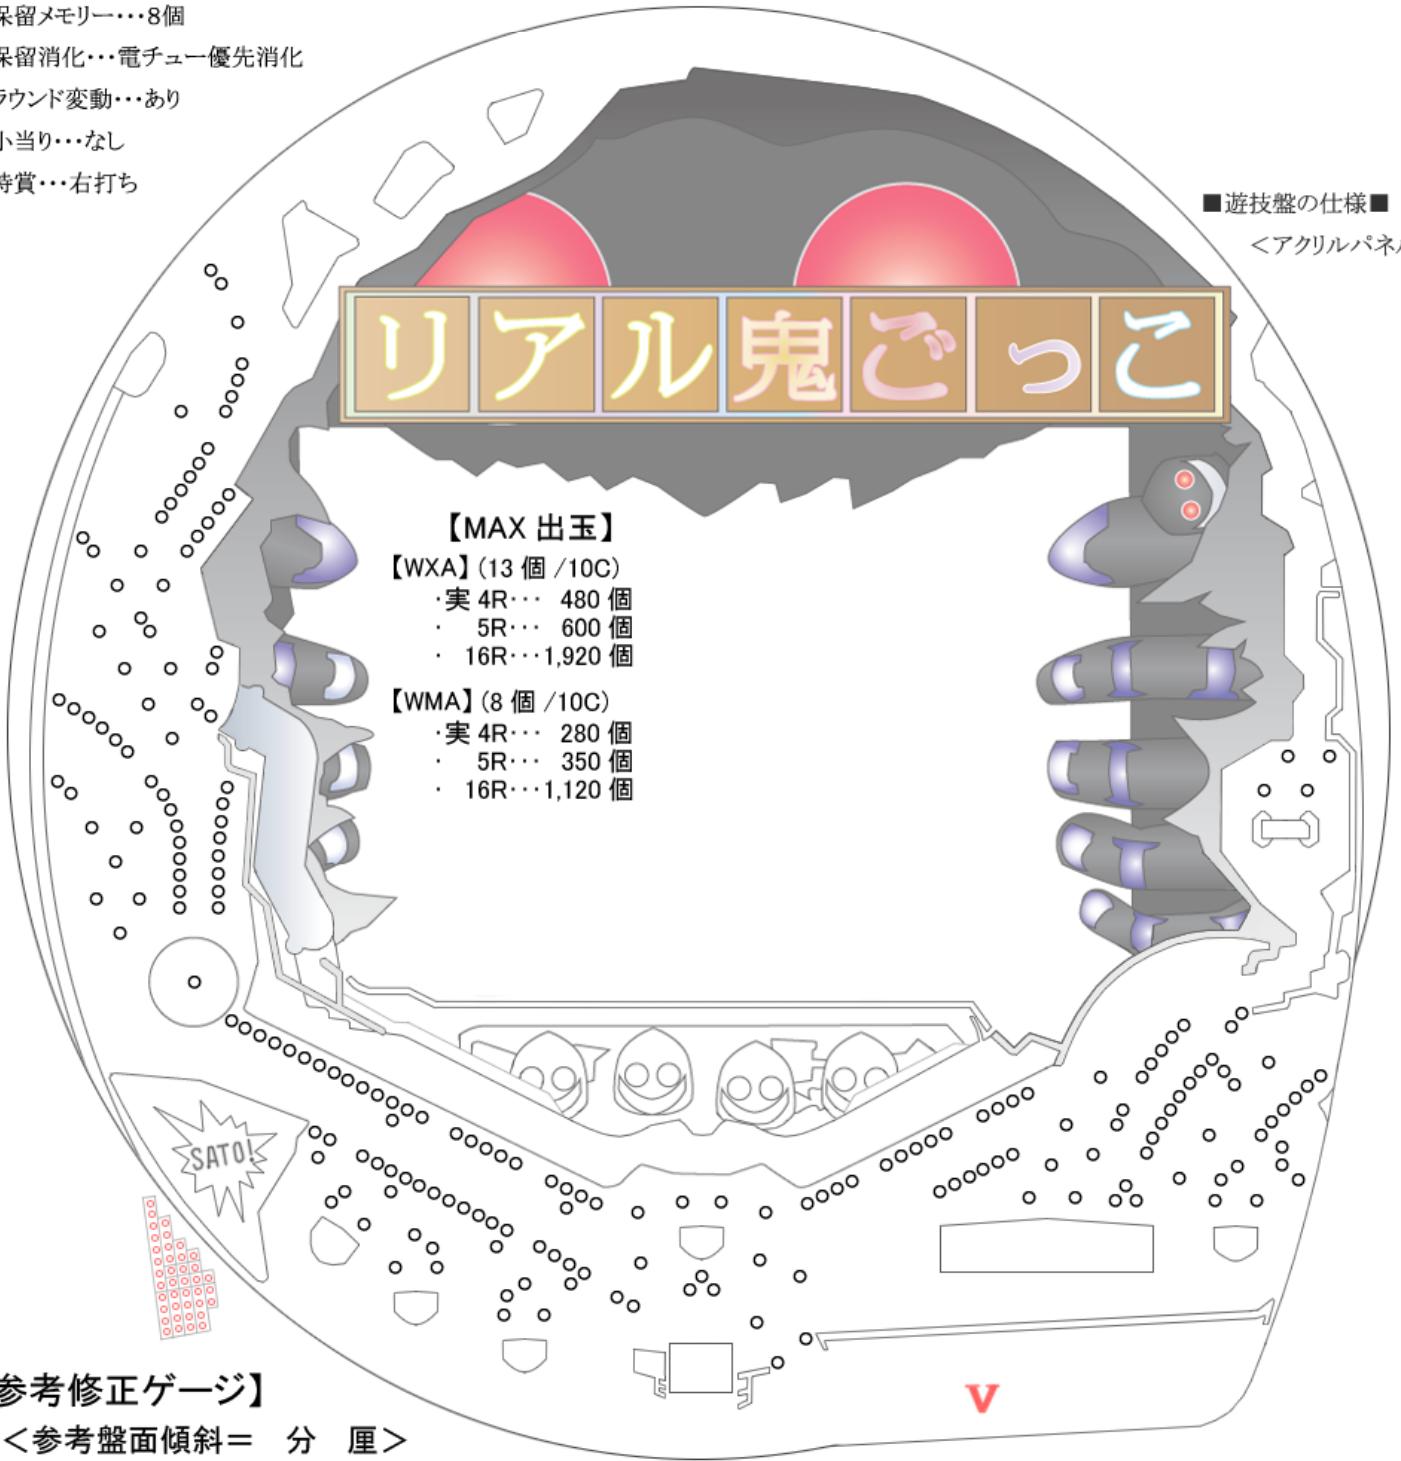 保留メモリー・・・8個
保留消化・・・電チュー優先消化
ラウンド変動・・・あり
小当り・・・なし
特賞・・・右打ち
■遊技盤の仕様■
＜アクリルパネル
リアル鬼ごっこ
【MAX 出玉】
【WXA】(13 個 /10C)
・実 4R・・・ 480 個
・ 5R・・・ 600 個
・ 16R・・・1,920 個
【WMA】(8 個 /10C)
・実 4R・・・ 280 個
・ 5R・・・ 350 個
・ 16R・・・1,120 個
SATO!
V
参考修正ゲージ】
＜参考盤面傾斜＝ 分 厘＞